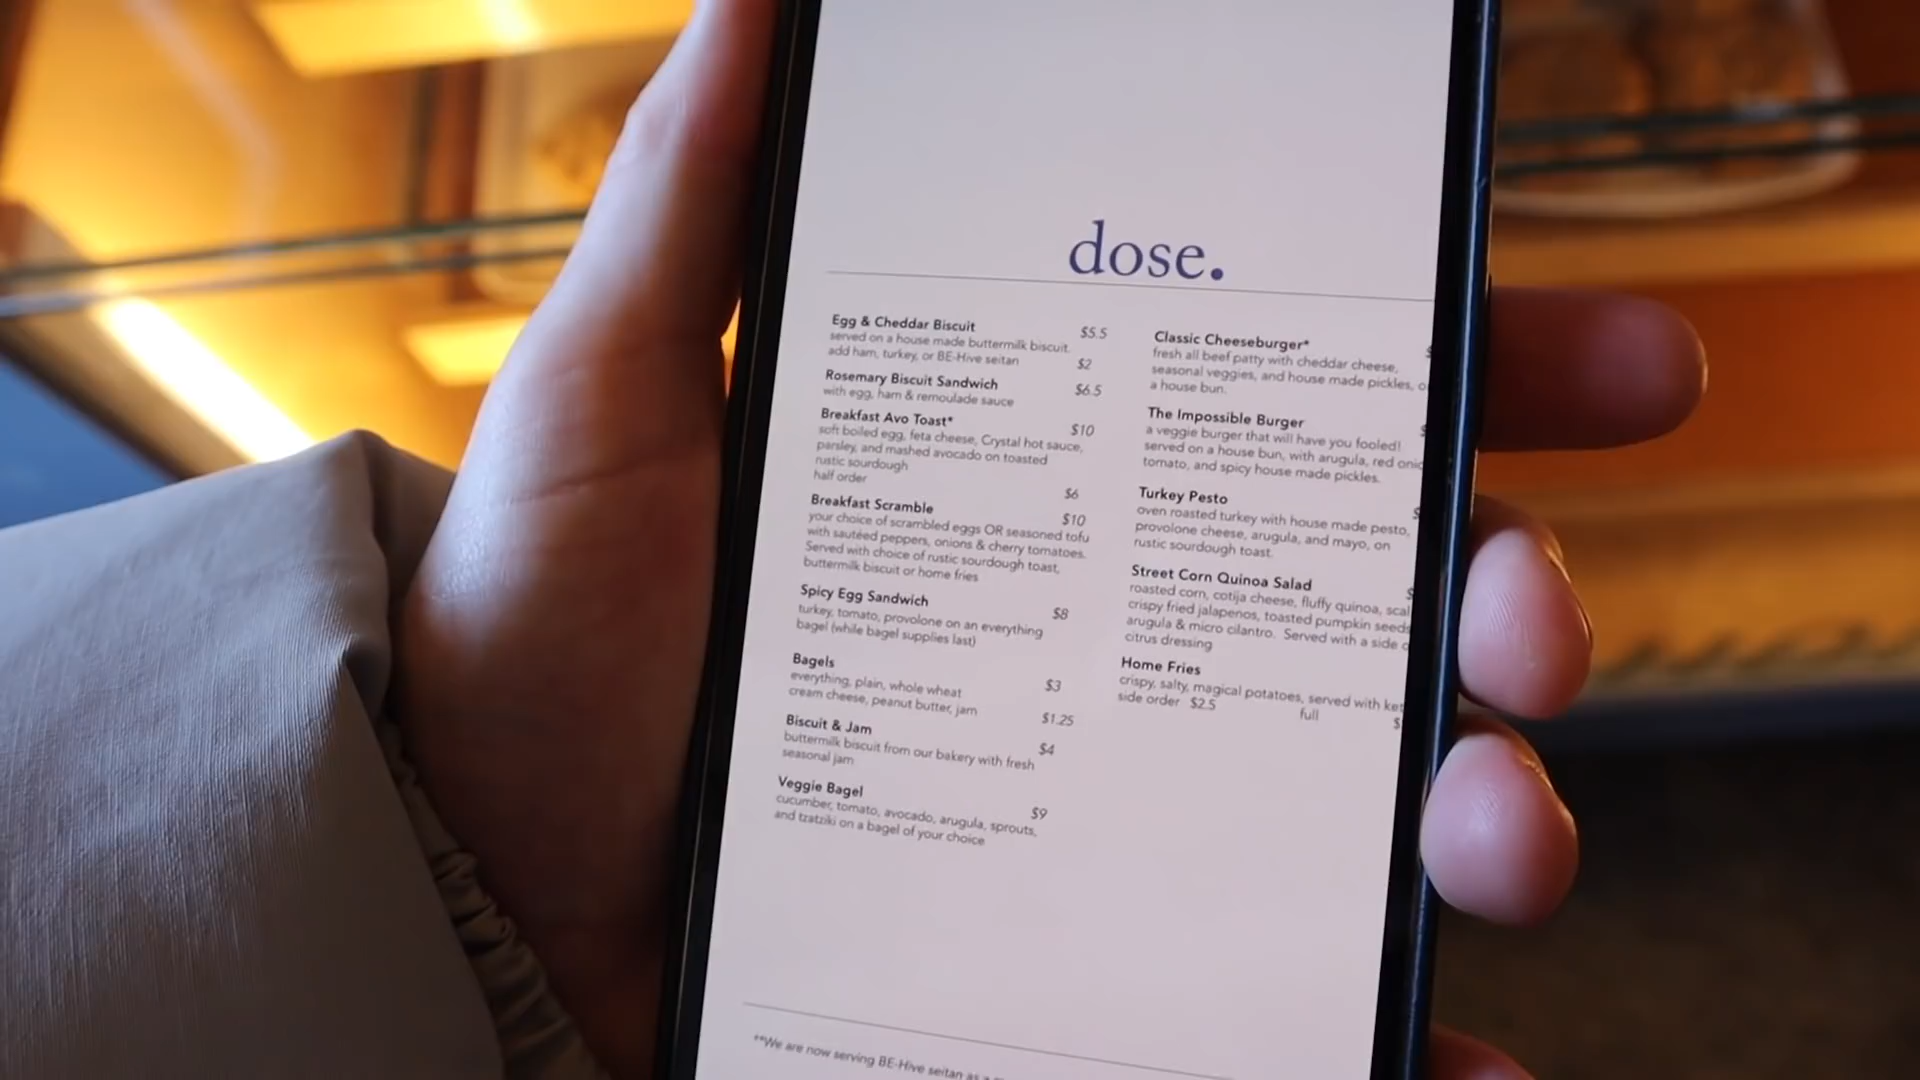 dose.
Egg & Cheddar Biscuit $5.5
served on a house made buttermilk biscuit.
add ham, turkey, or BE-Hive seitan $2
Rosemary Biscuit Sandwich $6.5
with egg, ham & remoulade sauce
Breakfast Avo Toast* $10
soft boiled egg, feta cheese, Crystal hot sauce,
parsley, and mashed avocado on toasted
rustic sourdough
half order $6
Breakfast Scramble $10
your choice of scrambled eggs OR seasoned tofu
with sautéed peppers, onions & cherry tomatoes.
Served with choice of rustic sourdough toast,
buttermilk biscuit or home fries
Spicy Egg Sandwich $8
turkey, tomato, provolone on an everything
bagel (while bagel supplies last)
Bagels $3
everything, plain, whole wheat
cream cheese, peanut butter, jam $1.25
Biscuit & Jam $4
buttermilk biscuit from our bakery with fresh
seasonal jam
Veggie Bagel $9
cucumber, tomato, avocado, arugula, sprouts,
and tzatziki on a bagel of your choice
Classic Cheeseburger* $
fresh all beef patty with cheddar cheese,
seasonal veggies, and house made pickles,
a house bun.
The Impossible Burger $
a veggie burger that will have you fooled!
served on a house bun, with arugula, red
tomato, and spicy house made pickles.
Turkey Pesto $
oven roasted turkey with house made pesto,
provolone cheese, arugula, and mayo, on
rustic sourdough toast.
Street Corn Quinoa Salad $
roasted corn, cotija cheese, fluffy quinoa,
crispy fried jalapenos, toasted pumpkin seeds
arugula & micro cilantro. Served with a side
citrus dressing
Home Fries
crispy, salty, magical potatoes, served with
side order $2.5 full $
**We are now serving BE-Hive seitan as a